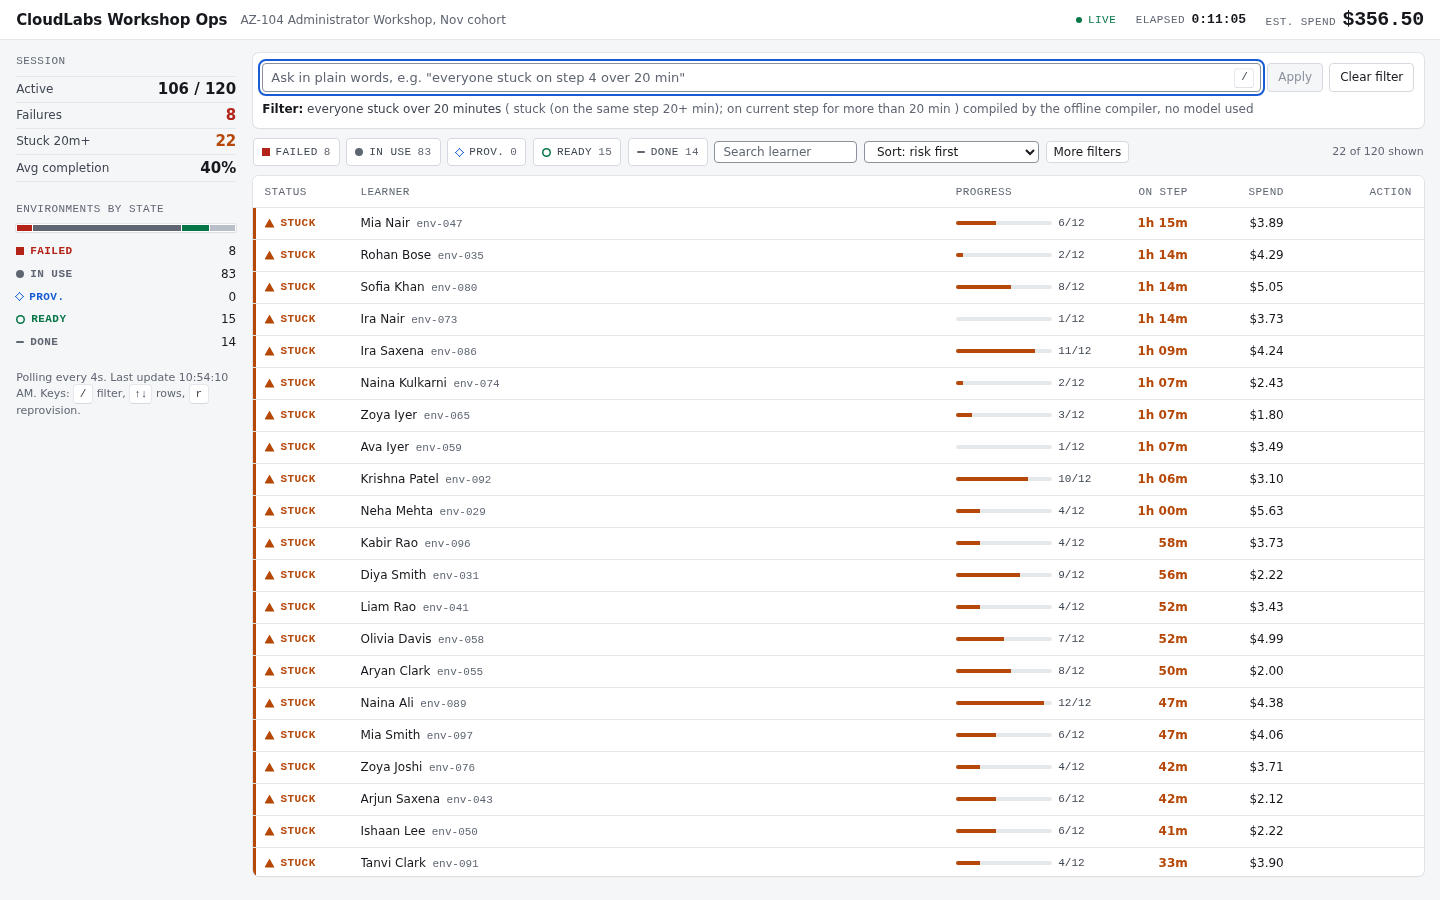 CloudLabs Workshop Ops AZ-104 Administrator Workshop, Nov cohort LIVE ELAPSED 0:11:05 EST. SPEND $356.50
SESSION
Active 106 / 120
Failures 8
Stuck 20m+ 22
Avg completion 40%
ENVIRONMENTS BY STATE
FAILED 8
IN USE 83
PROV. 0
READY 15
DONE 14
Polling every 4s. Last update 10:54:10
AM. Keys: / filter, ↑↓ rows, r
reprovision.
Ask in plain words, e.g. "everyone stuck on step 4 over 20 min" / Apply Clear filter
Filter: everyone stuck over 20 minutes ( stuck (on the same step 20+ min); on current step for more than 20 min ) compiled by the offline compiler, no model used
FAILED 8 IN USE 83 PROV. 0 READY 15 DONE 14 Search learner Sort: risk first More filters 22 of 120 shown
STATUS LEARNER PROGRESS ON STEP SPEND ACTION
STUCK Mia Nair env-047 6/12 1h 15m $3.89
STUCK Rohan Bose env-035 2/12 1h 14m $4.29
STUCK Sofia Khan env-080 8/12 1h 14m $5.05
STUCK Ira Nair env-073 1/12 1h 14m $3.73
STUCK Ira Saxena env-086 11/12 1h 09m $4.24
STUCK Naina Kulkarni env-074 2/12 1h 07m $2.43
STUCK Zoya Iyer env-065 3/12 1h 07m $1.80
STUCK Ava Iyer env-059 1/12 1h 07m $3.49
STUCK Krishna Patel env-092 10/12 1h 06m $3.10
STUCK Neha Mehta env-029 4/12 1h 00m $5.63
STUCK Kabir Rao env-096 4/12 58m $3.73
STUCK Diya Smith env-031 9/12 56m $2.22
STUCK Liam Rao env-041 4/12 52m $3.43
STUCK Olivia Davis env-058 7/12 52m $4.99
STUCK Aryan Clark env-055 8/12 50m $2.00
STUCK Naina Ali env-089 12/12 47m $4.38
STUCK Mia Smith env-097 6/12 47m $4.06
STUCK Zoya Joshi env-076 4/12 42m $3.71
STUCK Arjun Saxena env-043 6/12 42m $2.12
STUCK Ishaan Lee env-050 6/12 41m $2.22
STUCK Tanvi Clark env-091 4/12 33m $3.90